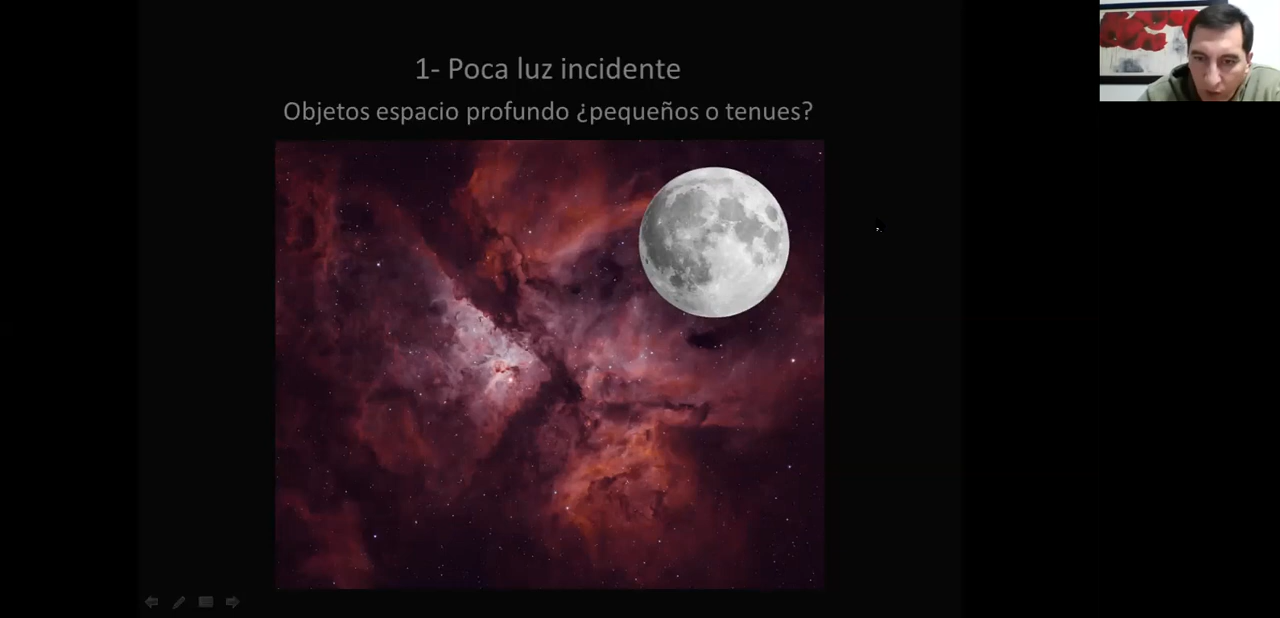 1- Poca luz incidente
Objetos espacio profundo ¿pequeños o tenues?